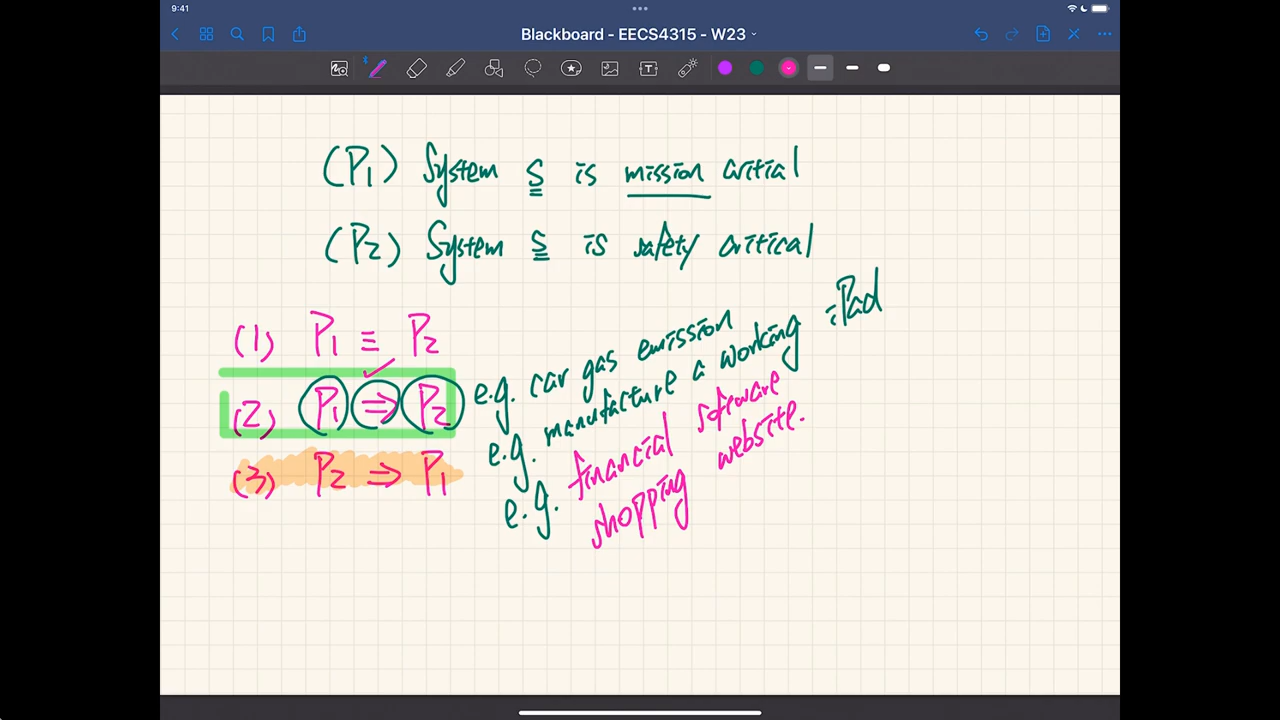 9:41
Blackboard - EECS4315 - W23
(P1) System S is mission critial
(P2) System S is safety critical
(1) P1 ≡ P2
(2) P1 ⇒ P2
(3) P2 ⇒ P1
e.g. car gas emission
e.g. manufacture a working iPad
e.g. financial software
shopping website.